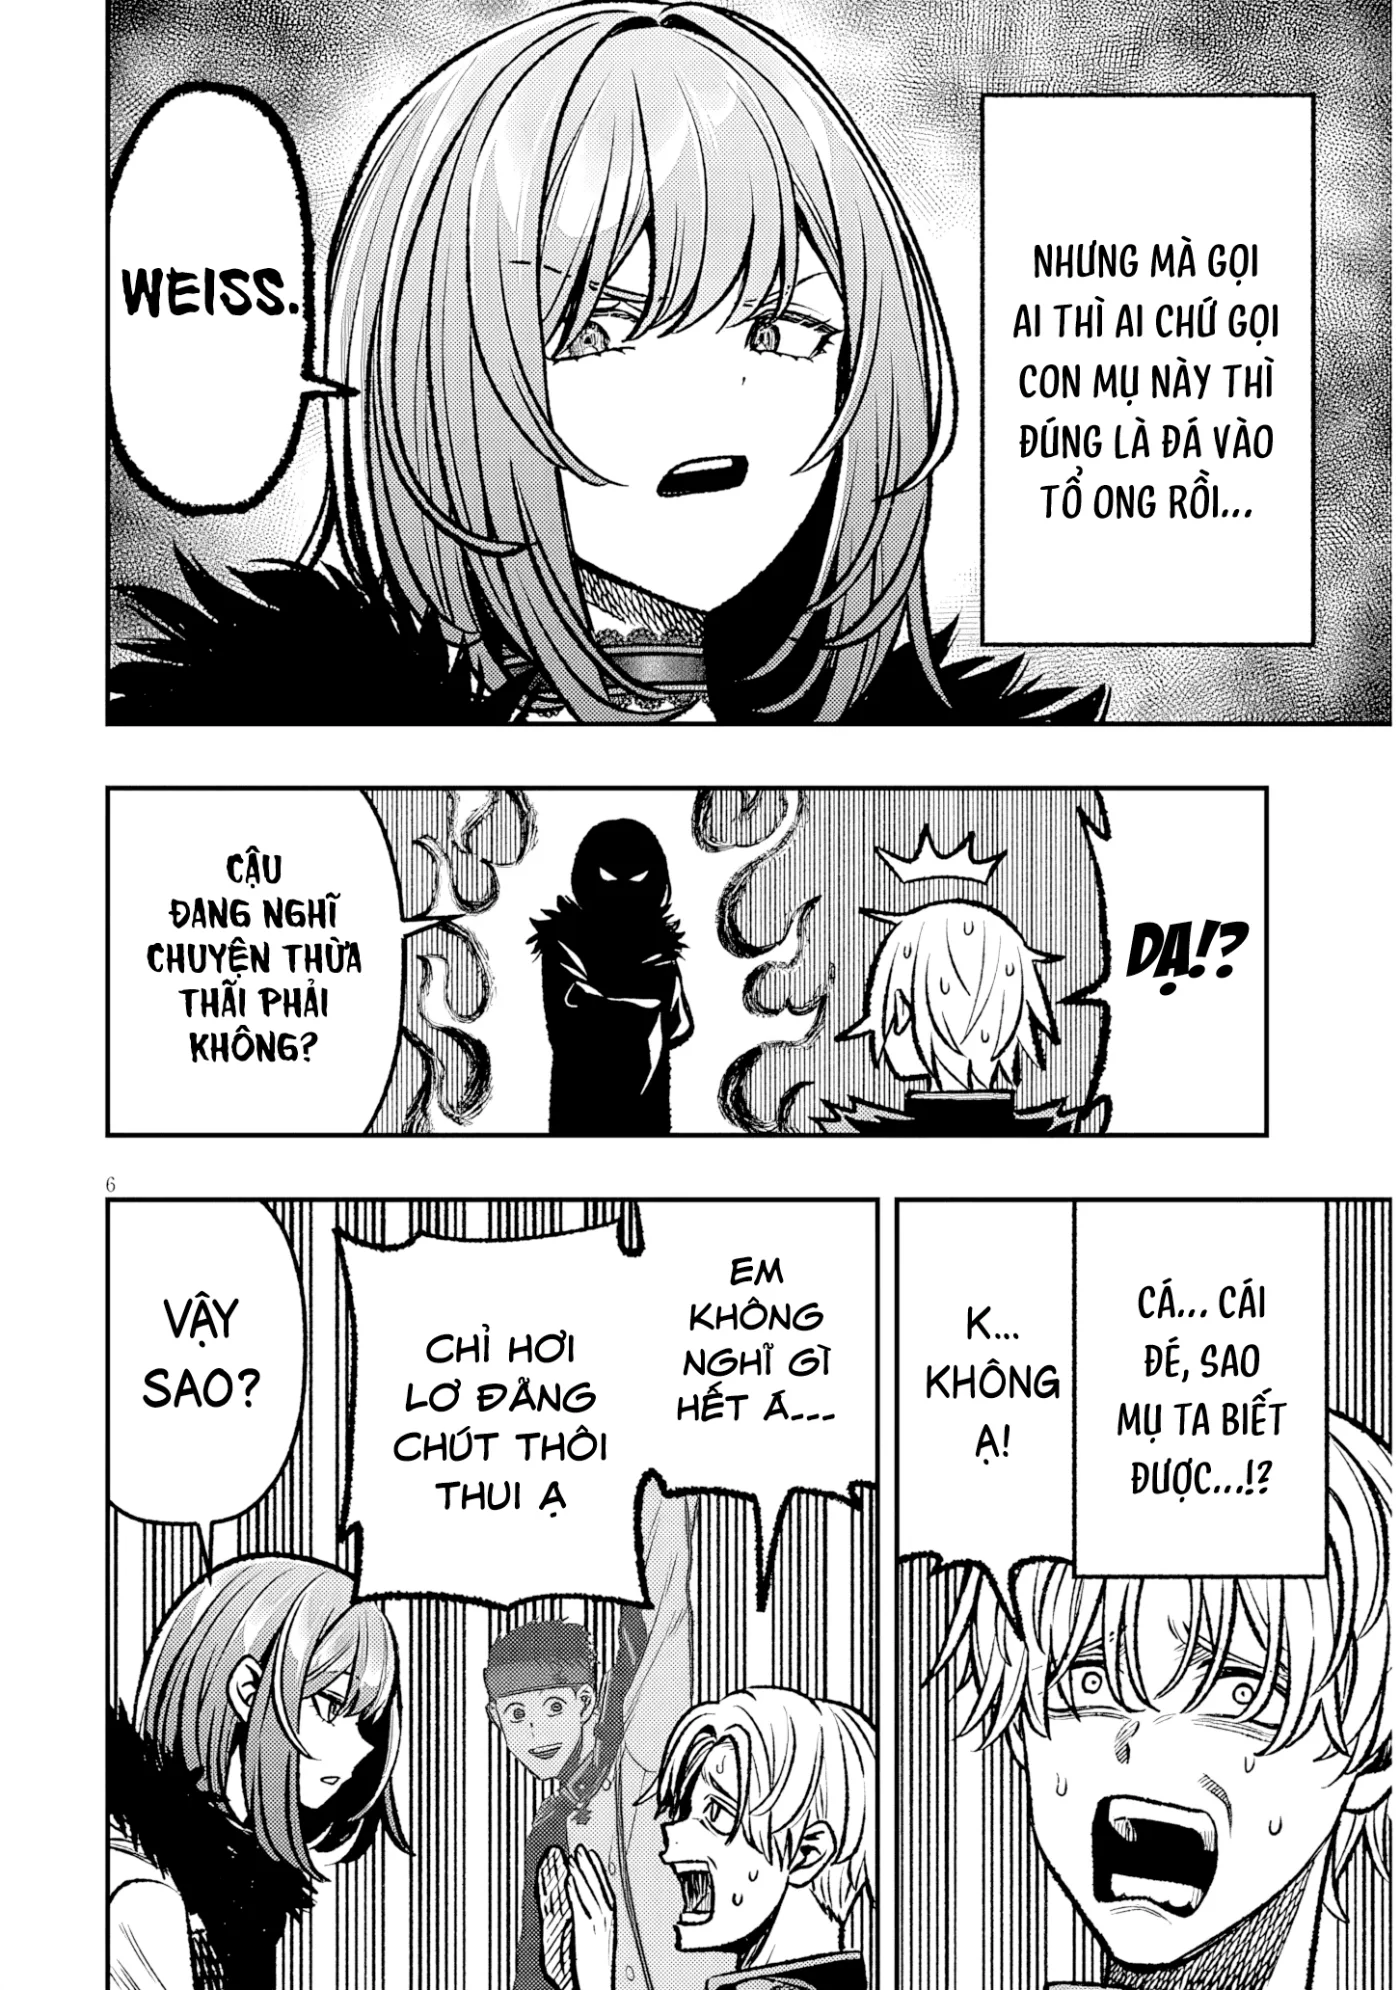 NHƯNG MÀ GỌI
AI THÌ AI CHỨ GỌI
CON MỤ NÀY THÌ
ĐÚNG LÀ ĐÁ VÀO
TỔ ONG RỒI...
WEISS.
DẠ!?
CẬU
ĐANG NGHĨ
CHUYỆN THỪA
THÃI PHẢI
KHÔNG?
6
CÁ... CÁI
ĐÉ, SAO
MỤ TA BIẾT
ĐƯỢC...!?
K...
KHÔNG
Ạ!
EM
KHÔNG
NGHĨ GÌ
HẾT Á---
CHỈ HƠI
LƠ ĐÃNG
CHÚT THÔI
THUI Ạ
VẬY
SAO?